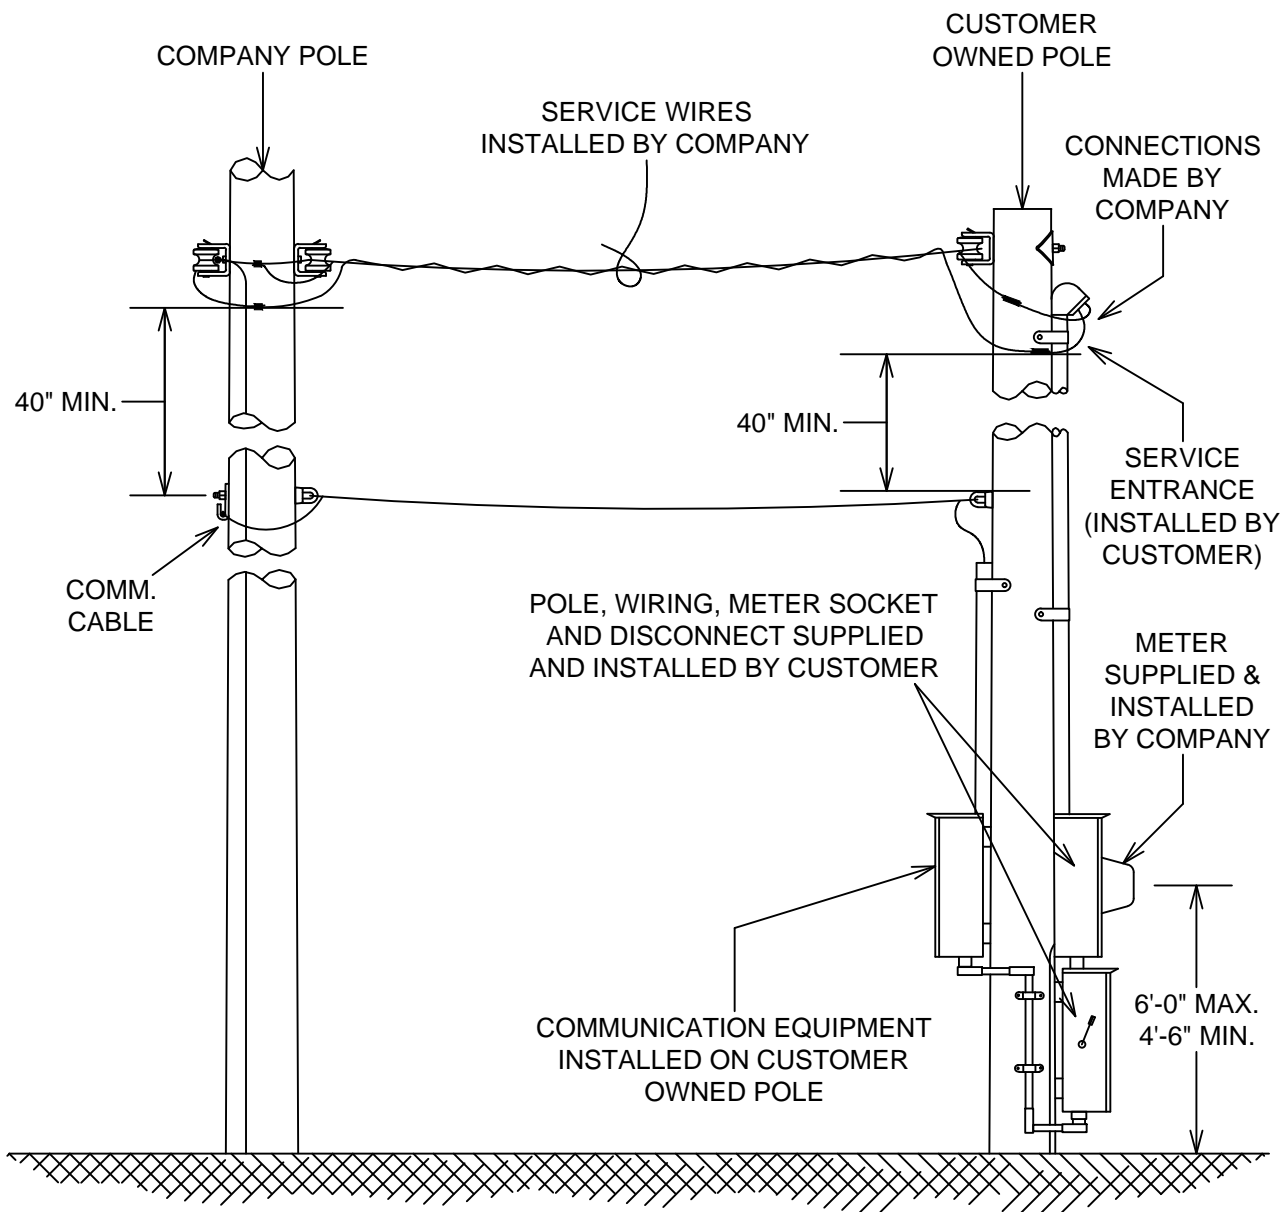 CUSTOMER
OWNED POLE
COMPANY POLE
SERVICE WIRES
INSTALLED BY COMPANY
CONNECTIONS
MADE BY
COMPANY
40" MIN.
40" MIN.
SERVICE
ENTRANCE
(INSTALLED BY
CUSTOMER)
COMM.
CABLE
POLE, WIRING, METER SOCKET
AND DISCONNECT SUPPLIED
AND INSTALLED BY CUSTOMER
METER
SUPPLIED &
INSTALLED
BY COMPANY
6'-0" MAX.
4'-6" MIN.
COMMUNICATION EQUIPMENT
INSTALLED ON CUSTOMER
OWNED POLE